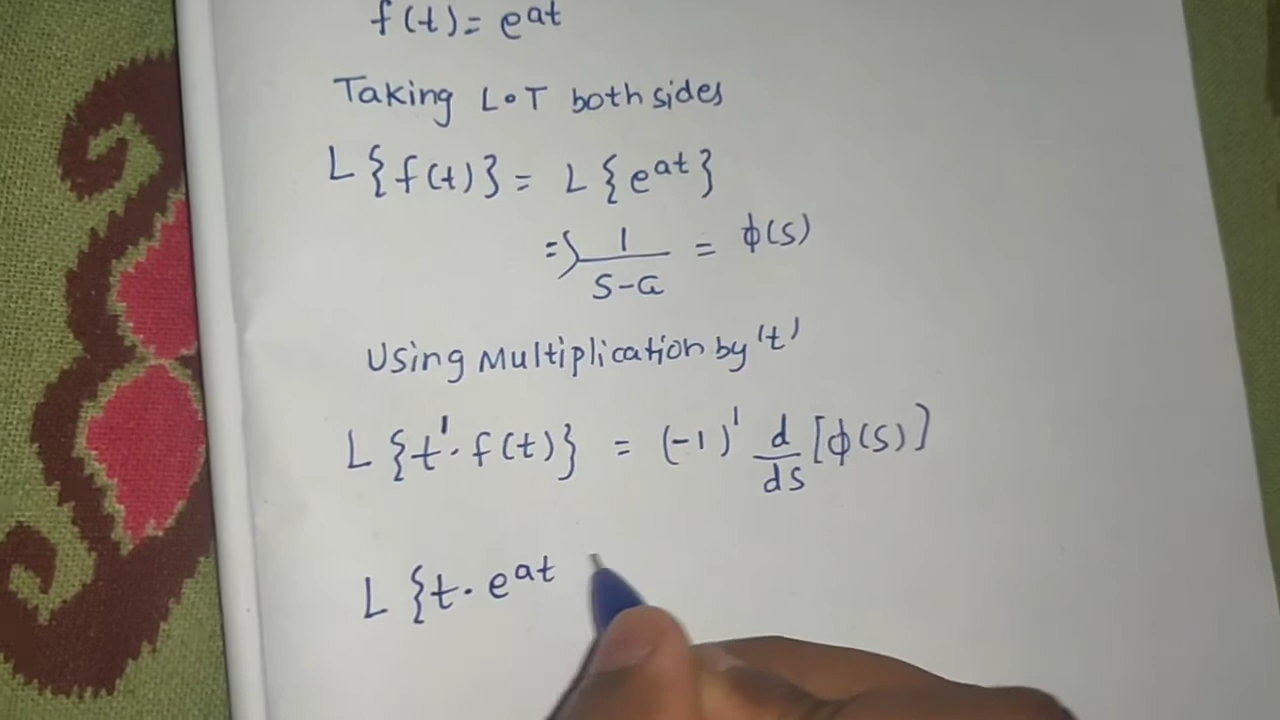 f(t)= e^at
Taking L•T both sides
L{f(t)} = L{e^at}
=> 1/(s-a) = ϕ(s)
Using Multiplication by 't'
L{t^1. f(t)} = (-1)^1 d/ds [ϕ(s)]
L{t. e^at